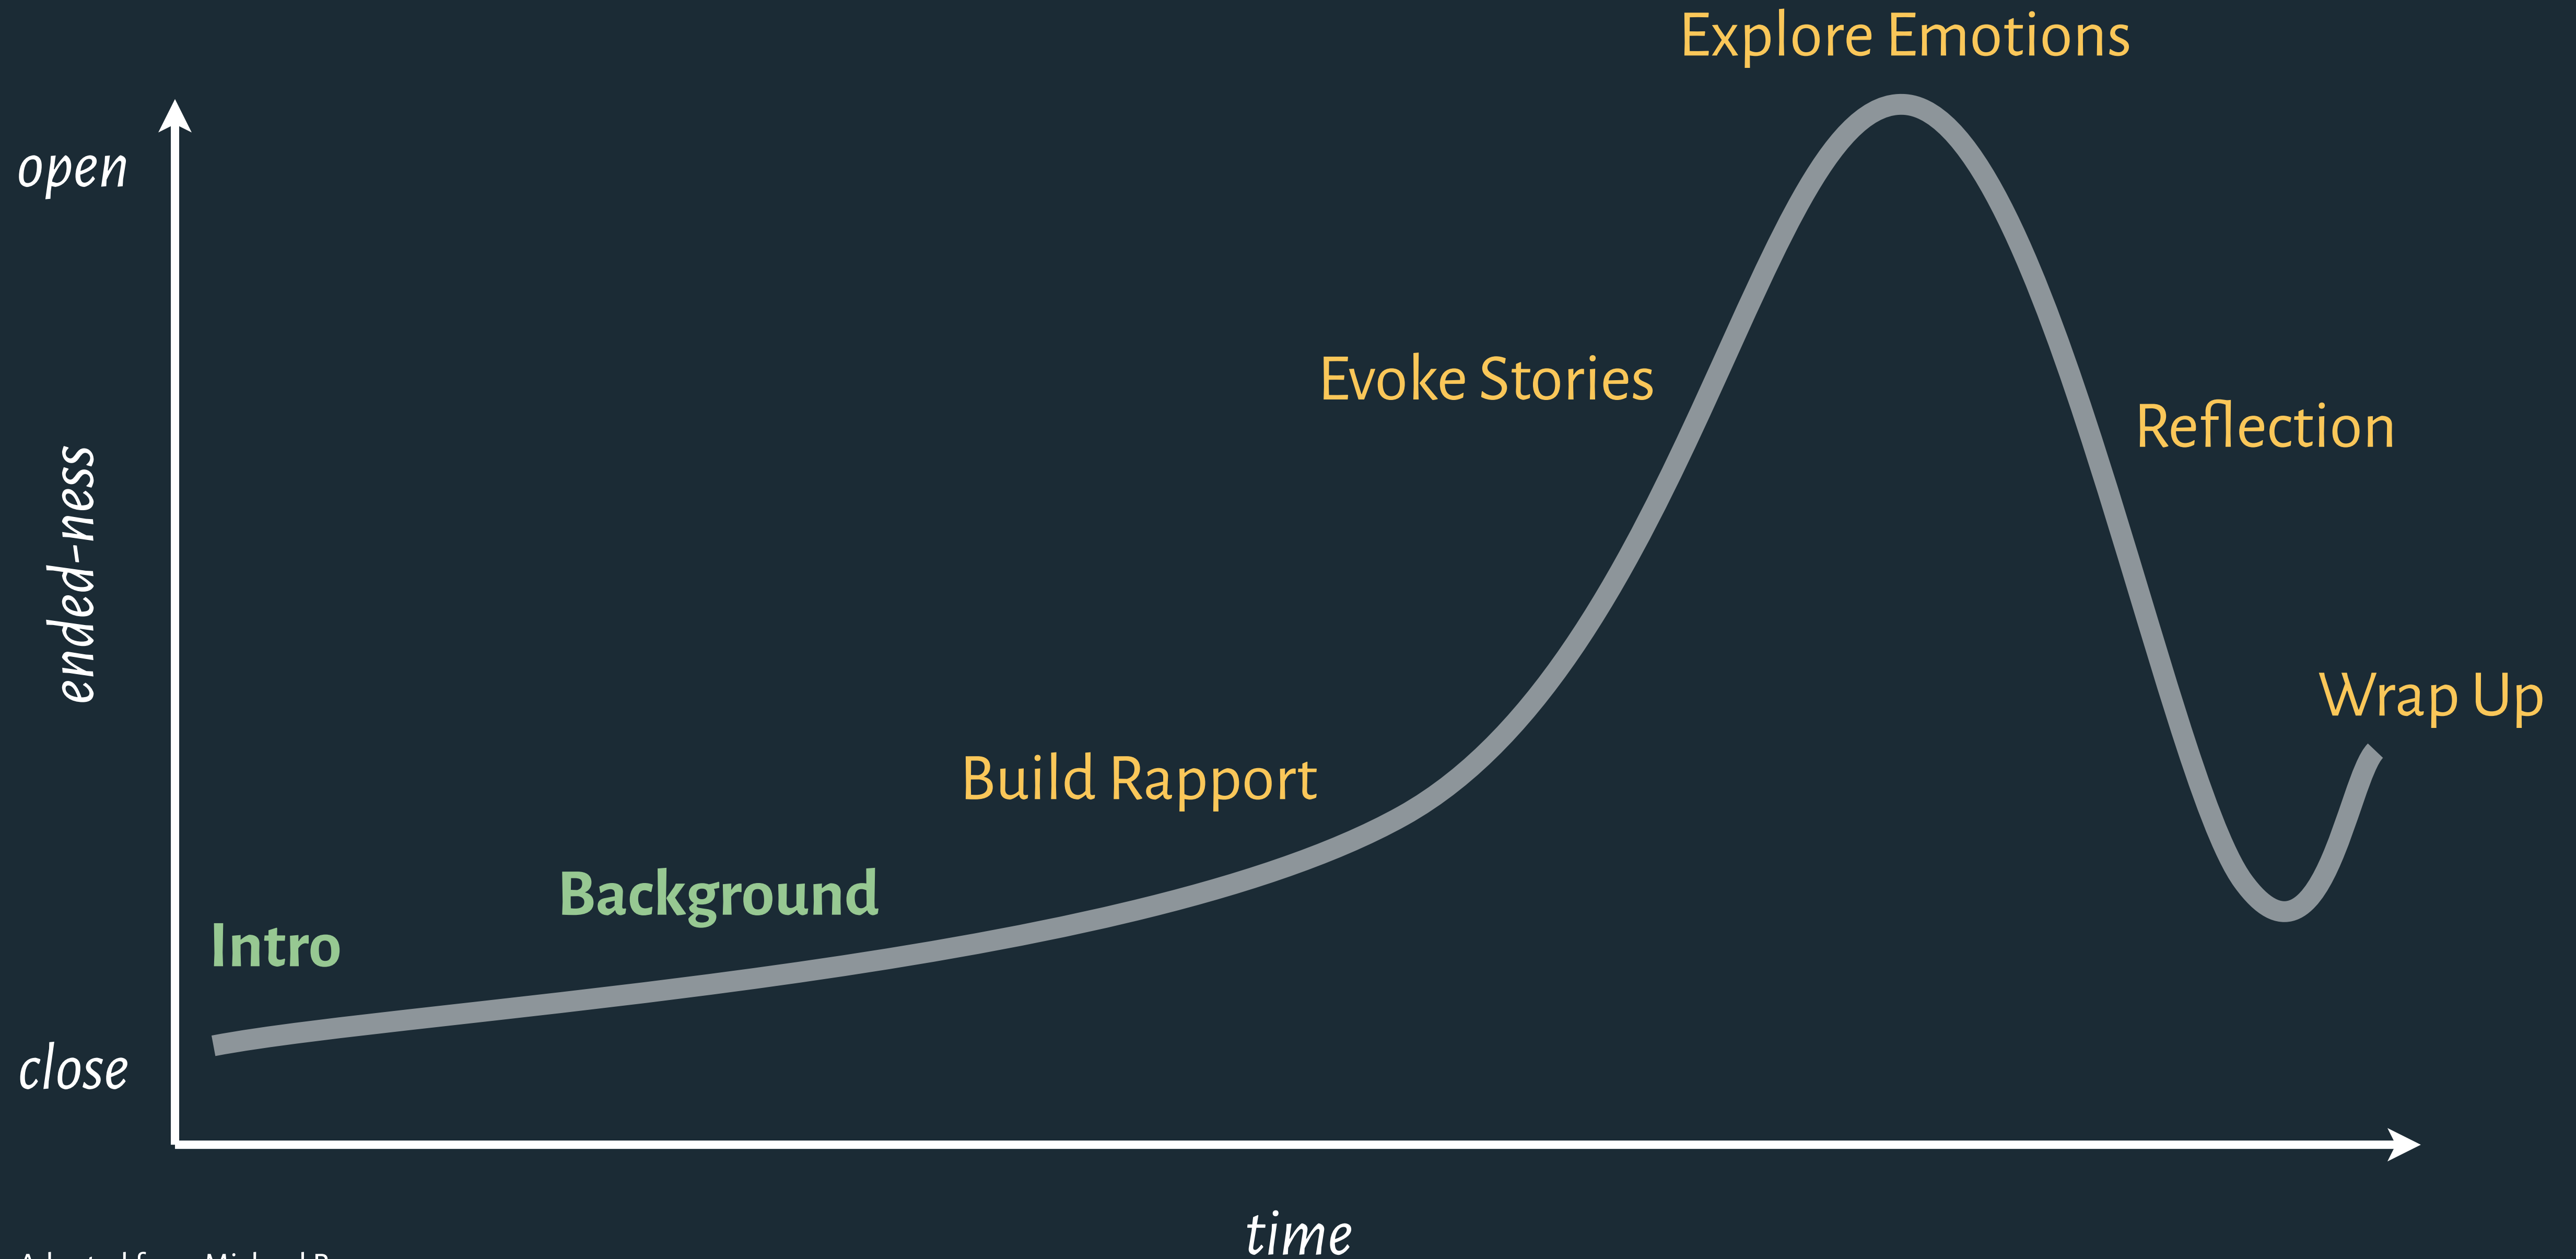 Explore Emotions
open
Evoke Stories
Reflection
ended-ness
Wrap Up
Build Rapport
Background
Intro
close
time